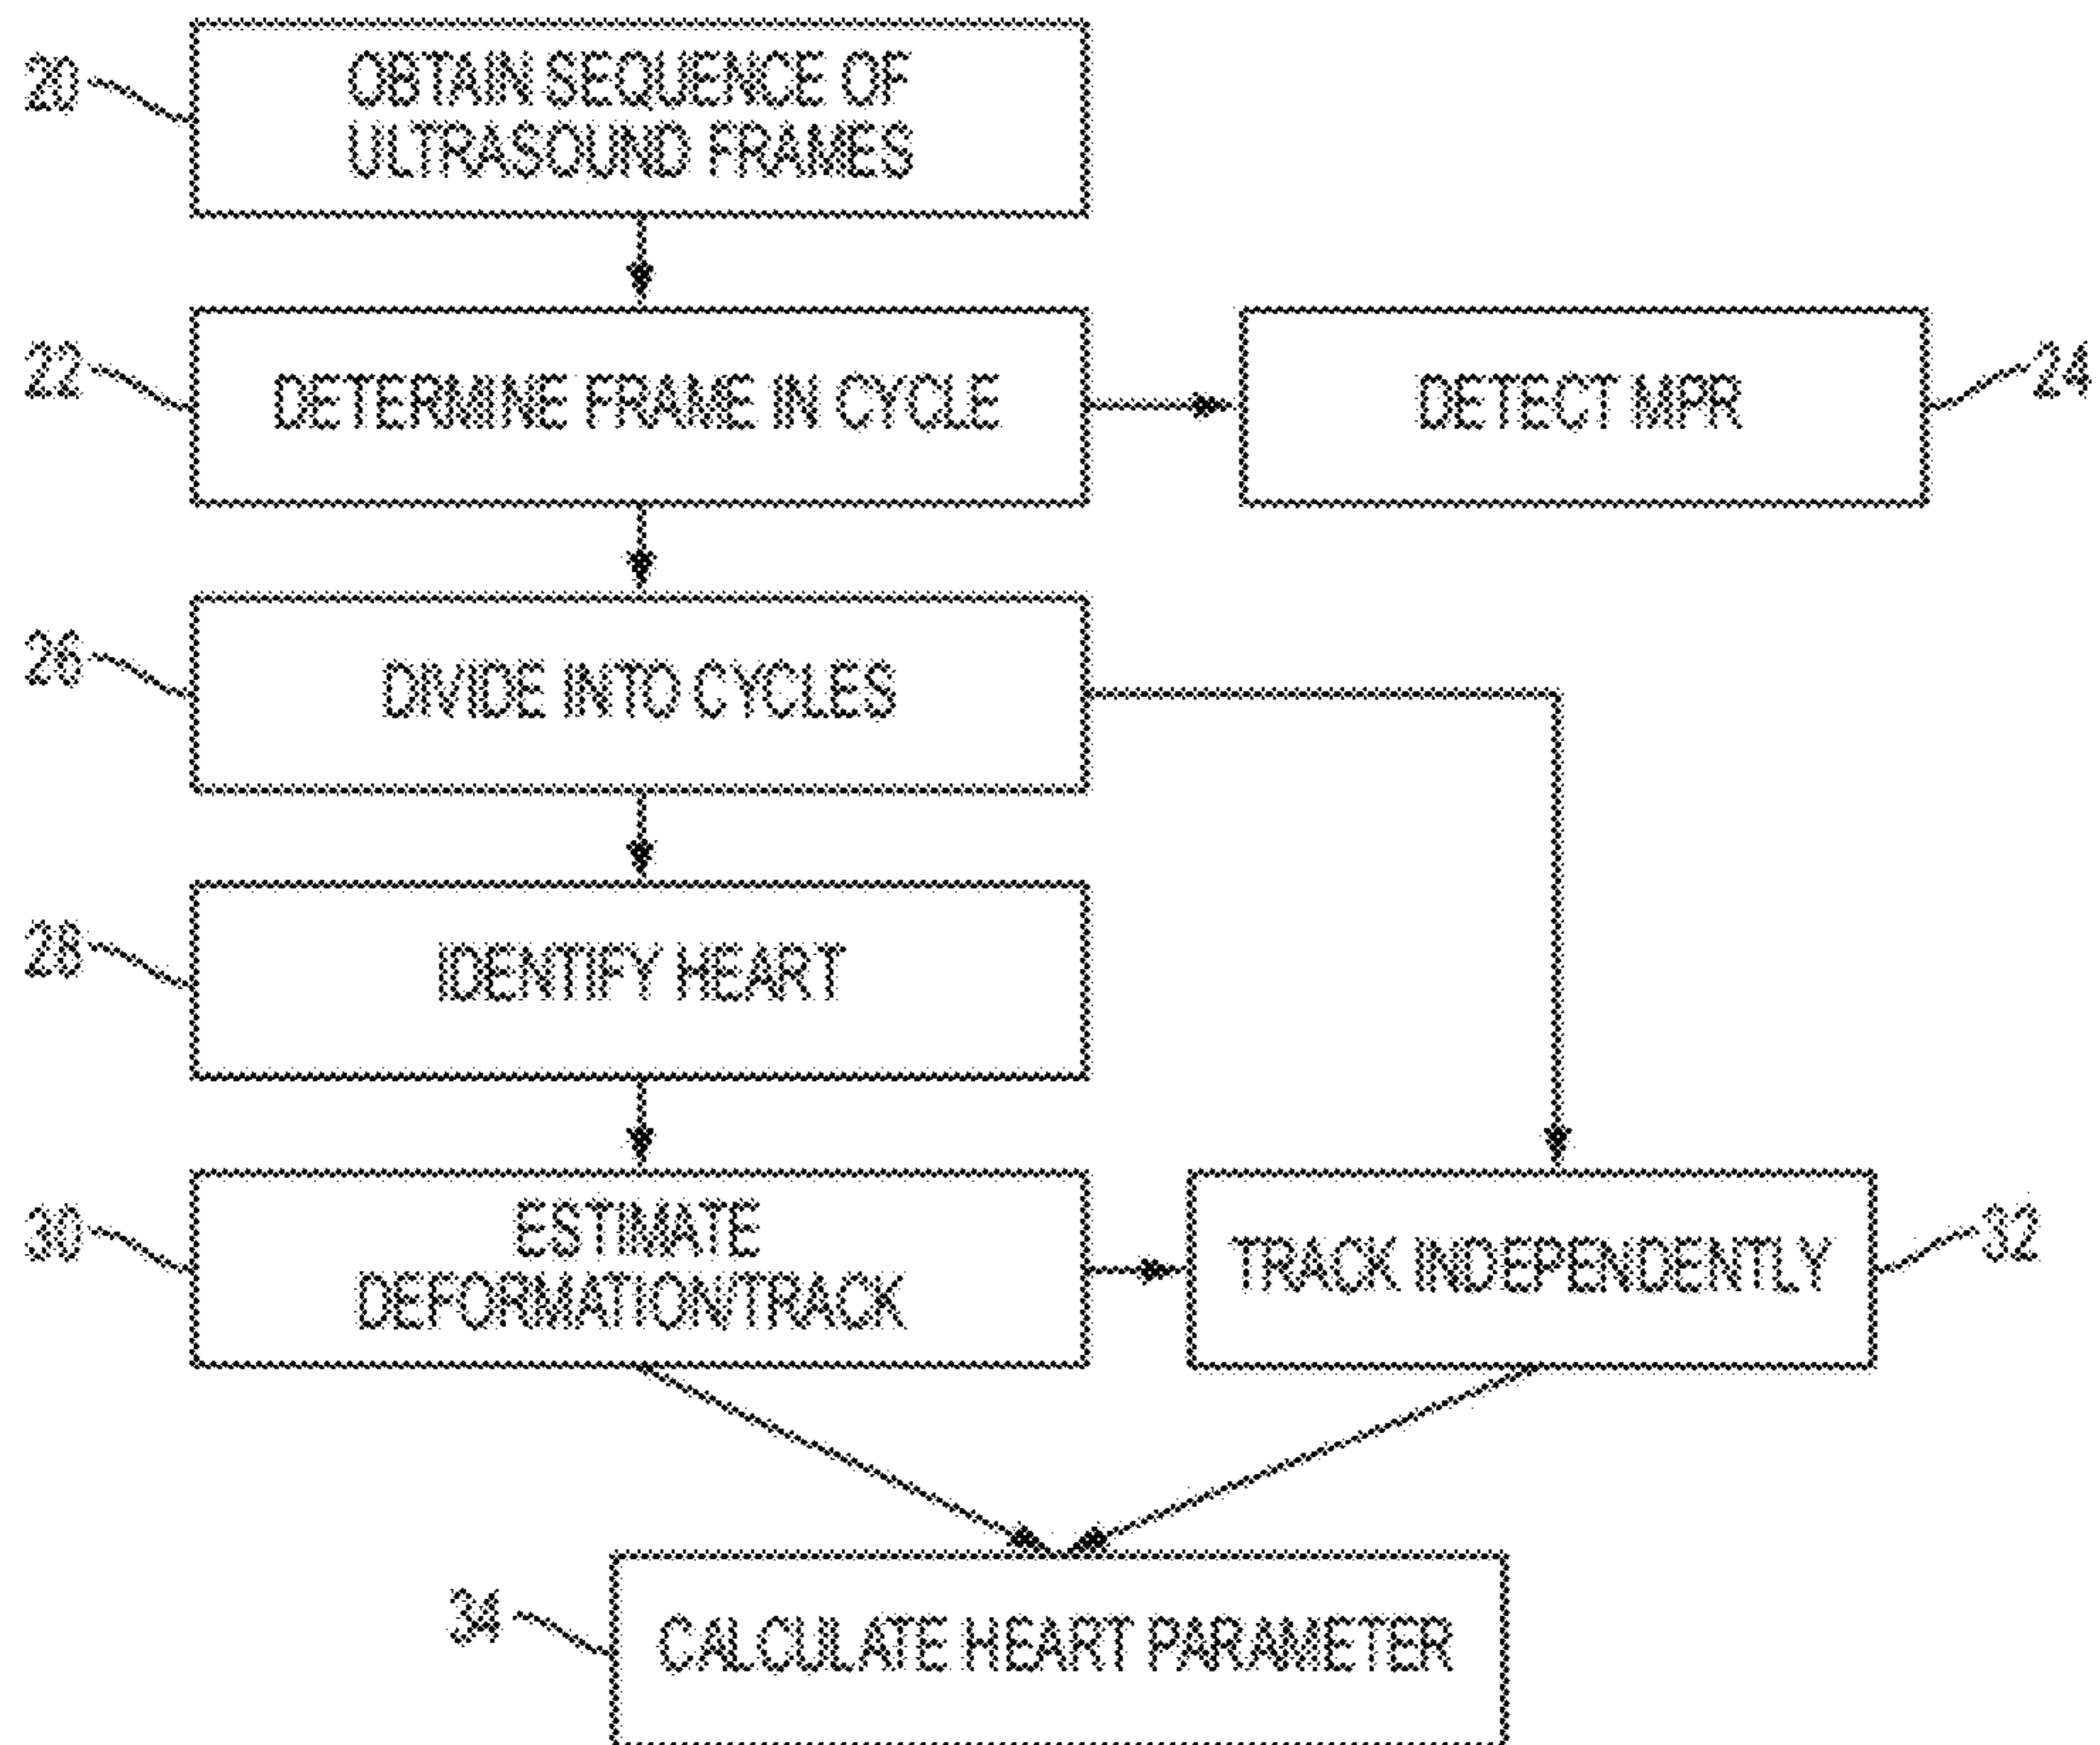 20
OBTAIN SEQUENCE OF
ULTRASOUND FRAMES
22
DETERMINE FRAME IN CYCLE
DETECT MPR
24
26
DIVIDE INTO CYCLES
28
IDENTIFY HEART
30
ESTIMATE
DEFORMATION/TRACK
TRACK INDEPENDENTLY
32
34
CALCULATE HEART PARAMETER